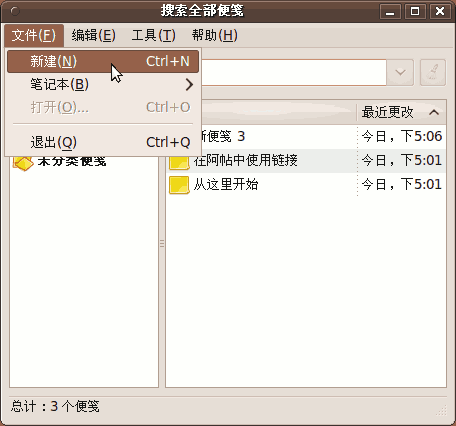 搜索全部便笺
文件(F) 编辑(E) 工具(T) 帮助(H)
新建(N) Ctrl+N
笔记本(B)
打开(O)... Ctrl+O
退出(Q) Ctrl+Q
最近更改
新便笺 3 今日，下5:06
在阿帖中使用链接 今日，下5:01
从这里开始 今日，下5:01
未分类便笺
总计：3 个便笺